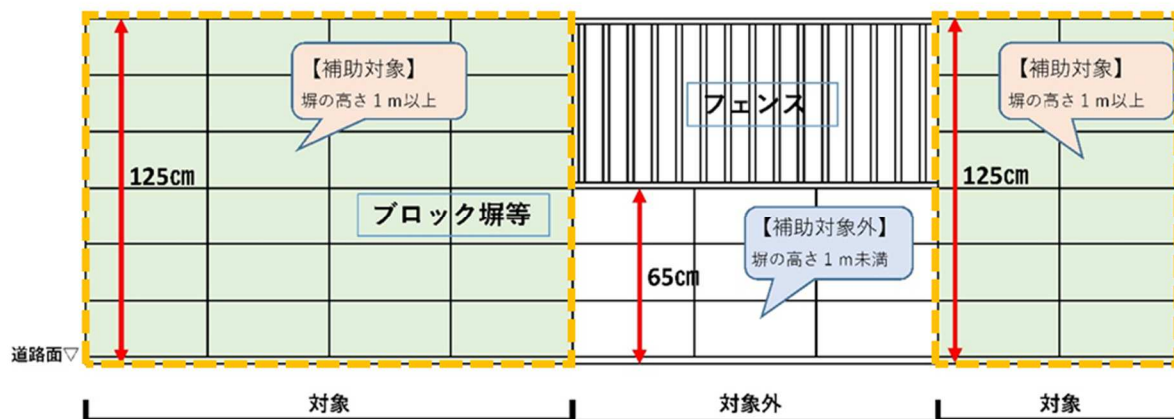 【補助対象】
塀の高さ１ｍ以上
125㎝
ブロック塀等
フェンス
【補助対象外】
塀の高さ１ｍ未満
65㎝
【補助対象】
塀の高さ１ｍ以上
125㎝
道路面▽
対象
対象外
対象